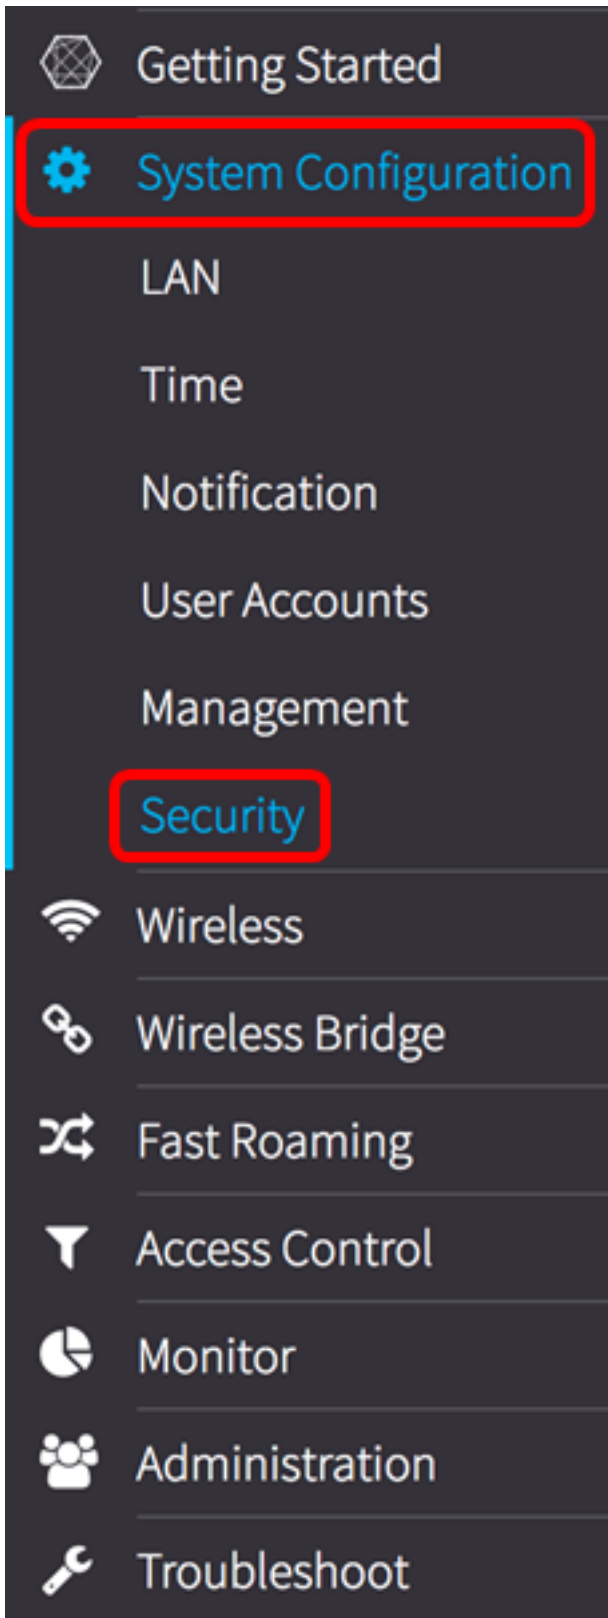 Getting Started
System Configuration
LAN
Time
Notification
User Accounts
Management
Security
Wireless
Wireless Bridge
Fast Roaming
Access Control
Monitor
Administration
Troubleshoot